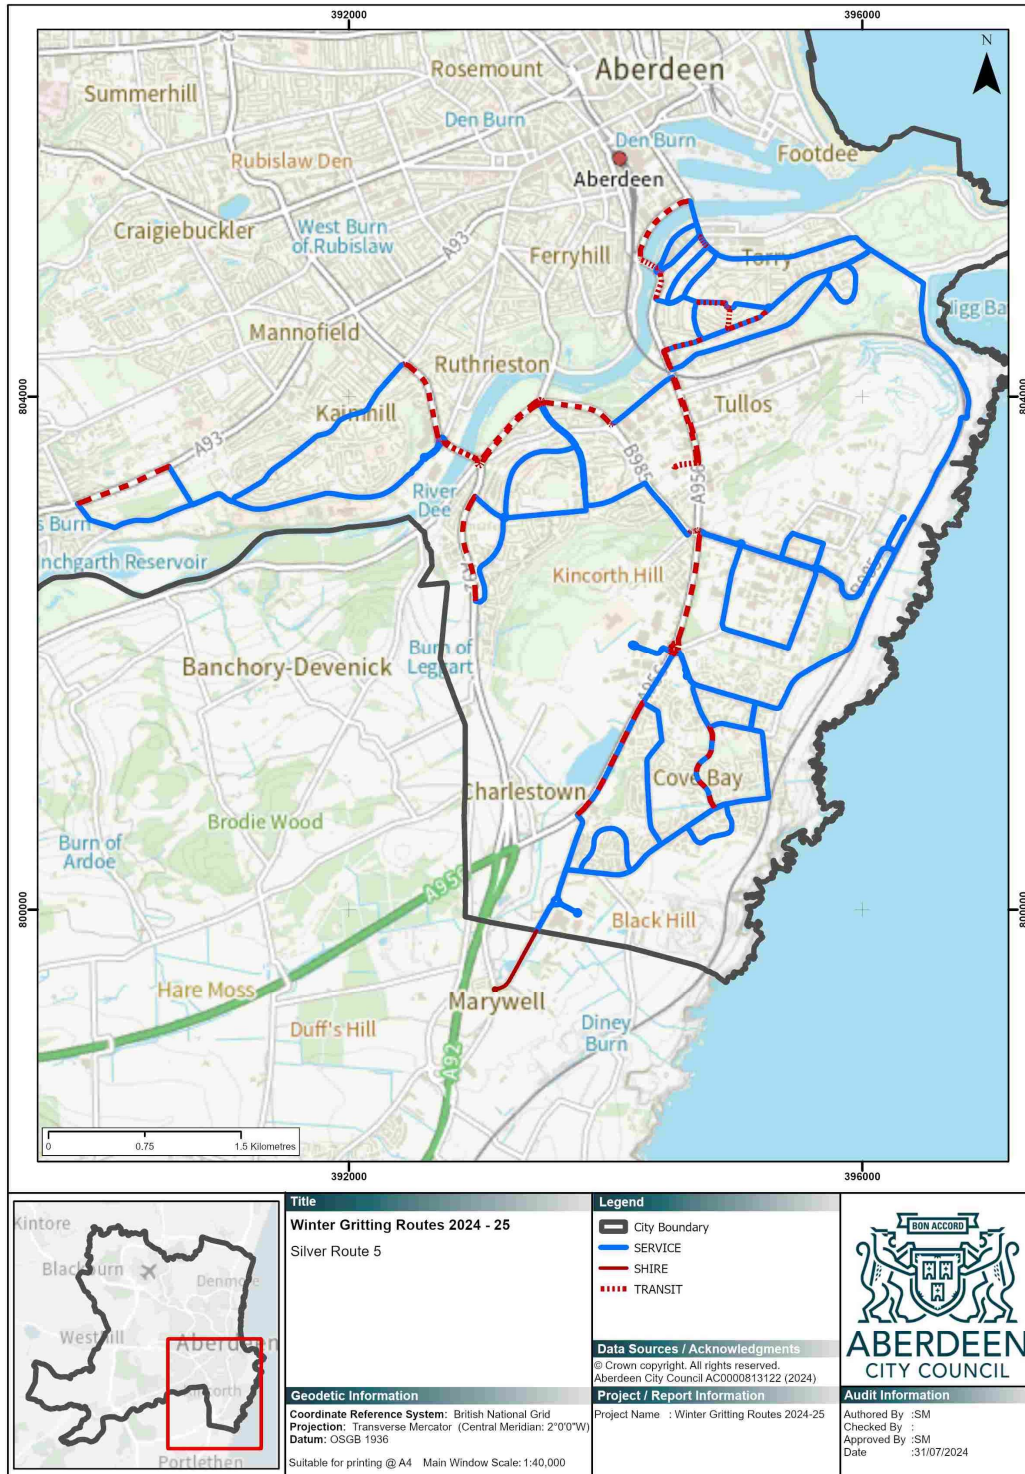 392000
396000
Rosemount
Aberdeen
Summerhill
Den Burn
Den Burn
Footdee
Rubislaw Den
Aberdeen
Craigiebuckler
West Burn
of Rubislaw
A93
Ferryhill
Torry
Nigg Ba
Mannofield
Ruthrieston
804000
804000
Kaimhill
Tullos
A93
B985
A956
River
Dee
s Burn
nchgarth Reservoir
Kincorth Hill
Burn of
Leggart
Banchory-Devenick
A956
Charlestown
Cove Bay
Brodie Wood
Burn of
Ardoe
A956
800000
800000
Black Hill
Hare Moss
Marywell
Duff's Hill
Diney
Burn
A92
0
0.75
1.5 Kilometres
392000
396000
Kintore
Blackburn
Denmore
Westhill
Aberdeen
Kincorth
Portlethen
Title
Winter Gritting Routes 2024 - 25
Silver Route 5
Geodetic Information
Coordinate Reference System: British National Grid
Projection: Transverse Mercator (Central Meridian: 2°0'0"W)
Datum: OSGB 1936
Suitable for printing @ A4 Main Window Scale: 1:40,000
Legend
City Boundary
SERVICE
SHIRE
TRANSIT
Data Sources / Acknowledgments
© Crown copyright. All rights reserved.
Aberdeen City Council AC0000813122 (2024)
Project / Report Information
Project Name : Winter Gritting Routes 2024-25
BON ACCORD
ABERDEEN
CITY COUNCIL
Audit Information
Authored By :SM
Checked By :
Approved By :SM
Date :31/07/2024
N